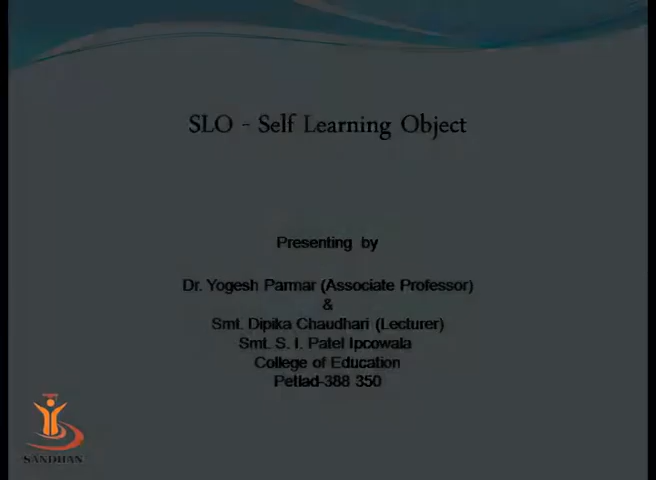 SLO - Self Learning Object
Presenting by
Dr. Yogesh Parmar (Associate Professor)
&
Smt. Dipika Chaudhari (Lecturer)
Smt. S. I. Patel Ipcowala
College of Education
Petlad-388 350
SANDHAN